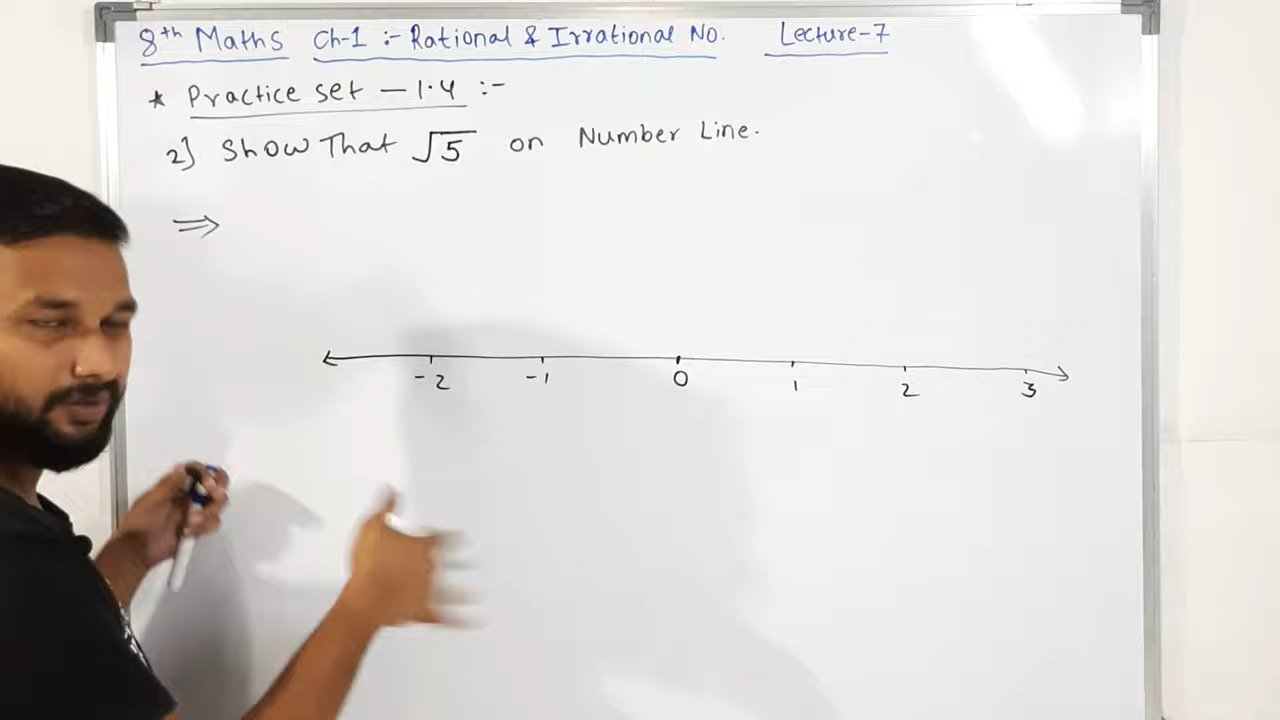 8th Maths Ch-1 :- Rational & Irrational No. Lecture-7
* Practice set – 1.4 :-
2] Show That √5 on Number Line.
⇒
-2 -1 0 1 2 3